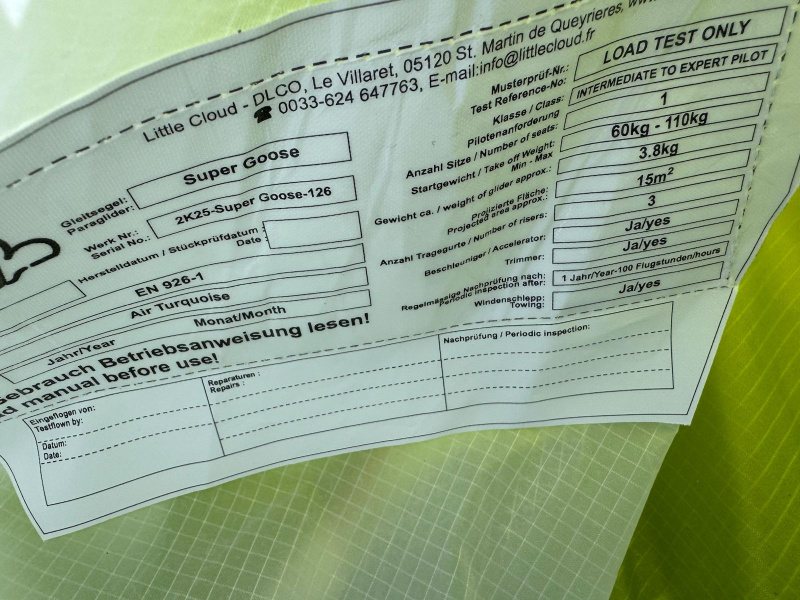 Little Cloud - DLCO, Le Villaret, 05120 St. Martin de Queyrieres,
☎ 0033-624 647763, E-mail:info@littlecloud.fr
Gleitsegel:
Paraglider:
Super Goose
Werk Nr.:
Serial No.:
2K25-Super Goose-126
Herstelldatum / Stückprüfdatum :
Date :
EN 926-1
Air Turquoise
Jahr/Year
Monat/Month
Gebrauch Betriebsanweisung lesen!
manual before use!
Musterprüf-Nr.:
Test Reference-No:
LOAD TEST ONLY
Klasse / Class:
Pilotenanforderung
INTERMEDIATE TO EXPERT PILOT
Anzahl Sitze / Number of seats:
1
Startgewicht / Take off Weight:
Min - Max
60kg - 110kg
Gewicht ca. / weight of glider approx.:
3.8kg
Projizierte Fläche:
Projected area approx.:
15m²
Anzahl Tragegurte / Number of risers:
3
Beschleuniger / Accelerator:
Ja/yes
Trimmer:
Ja/yes
Regelmässige Nachprüfung nach:
Periodic inspection after:
1 Jahr/Year-100 Flugstunden/hours
Windenschlepp:
Towing:
Ja/yes
Eingeflogen von:
Testflown by:
Datum:
Date:
Reparaturen :
Repairs :
Nachprüfung / Periodic inspection: